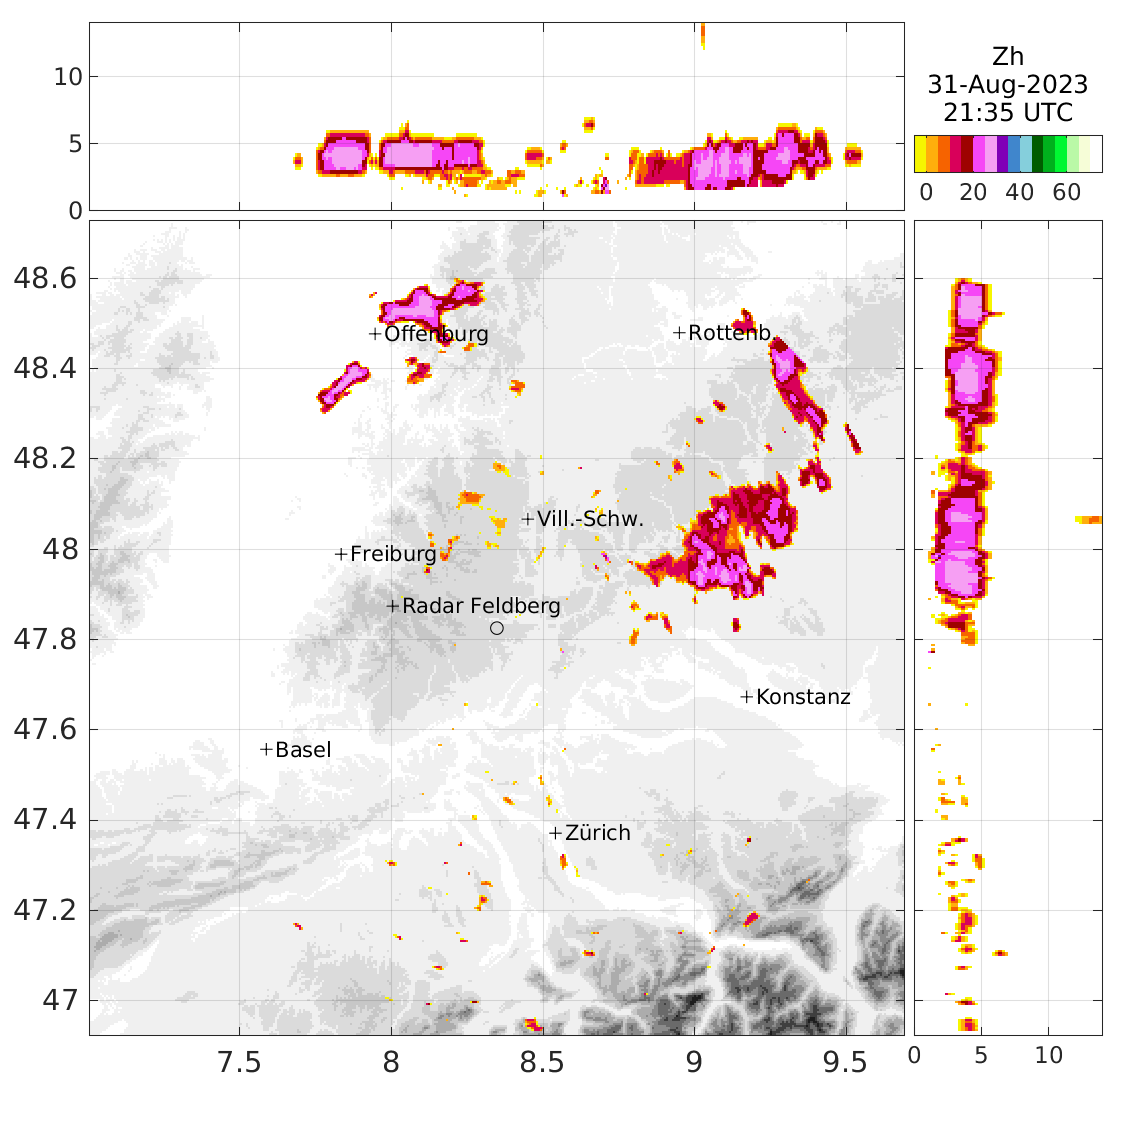 Zh
31-Aug-2023
21:35 UTC
0 20 40 60
10
5
0
48.6
48.4
48.2
48
47.8
47.6
47.4
47.2
47
Offenburg
Rottenb.
Vill.-Schw.
Freiburg
Radar Feldberg
Konstanz
Basel
Zürich
7.5 8 8.5 9 9.5
0 5 10